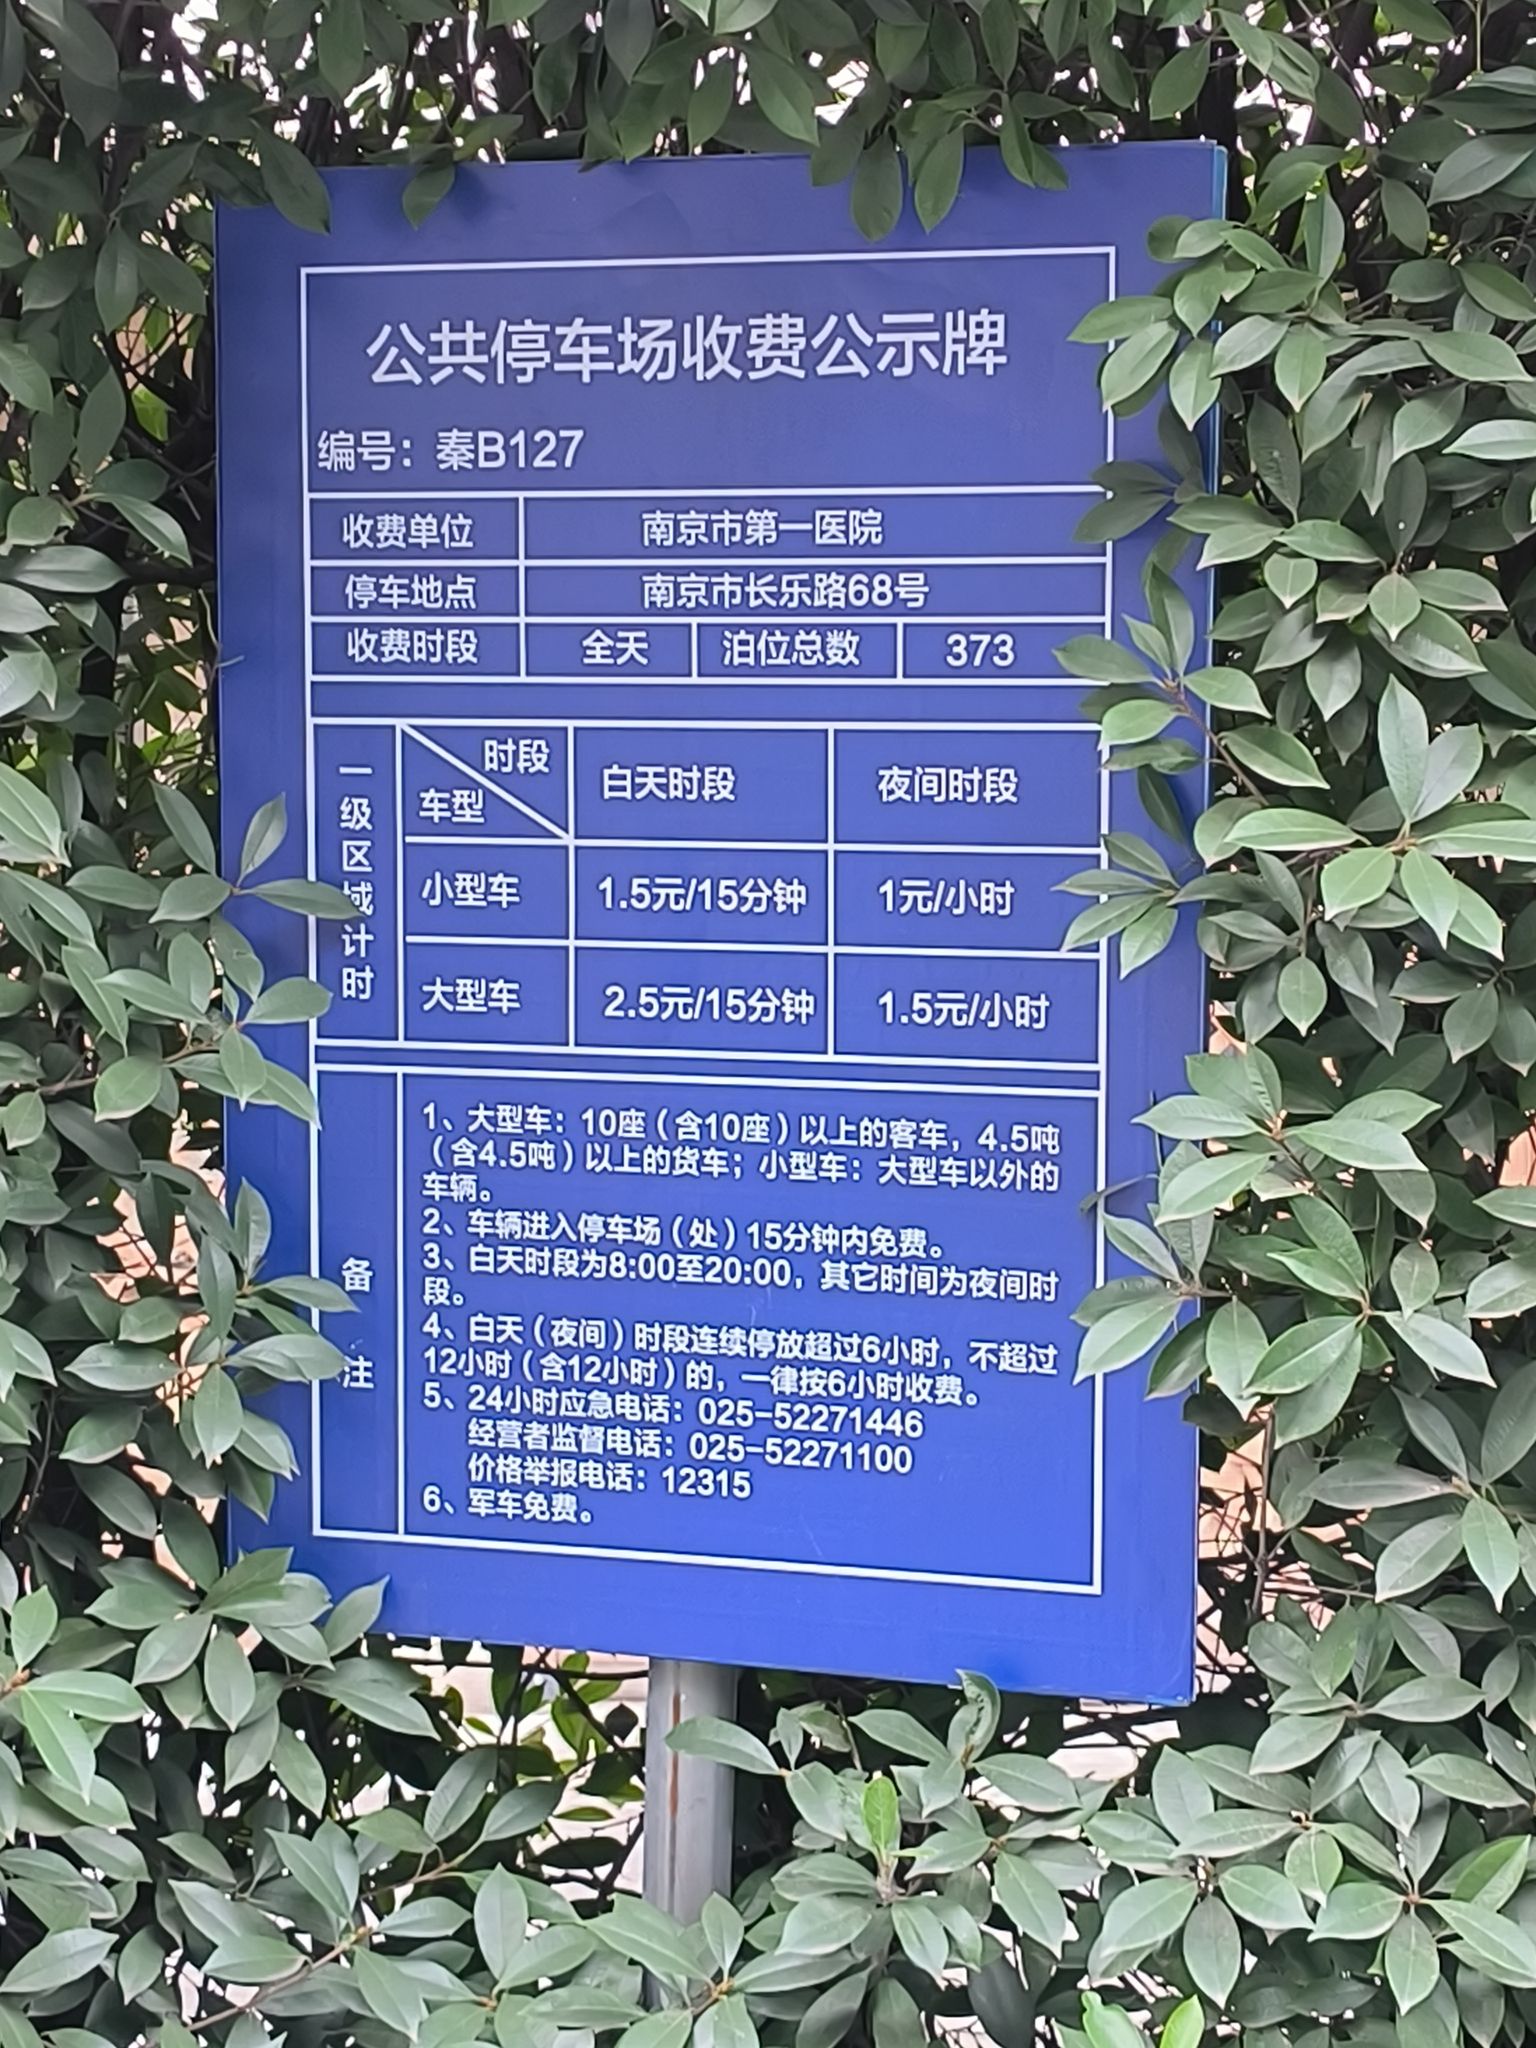 公共停车场收费公示牌
编号：秦B127
收费单位 南京市第一医院
停车地点 南京市长乐路68号
收费时段 全天 泊位总数 373
一级区域计时
时段 车型 白天时段 夜间时段
小型车 1.5元/15分钟 1元/小时
大型车 2.5元/15分钟 1.5元/小时
备注
1、大型车：10座（含10座）以上的客车，4.5吨
（含4.5吨）以上的货车；小型车：大型车以外的
车辆。
2、车辆进入停车场（处）15分钟内免费。
3、白天时段为8:00至20:00，其它时间为夜间时
段。
4、白天（夜间）时段连续停放超过6小时，不超过
12小时（含12小时）的，一律按6小时收费。
5、24小时应急电话：025-52271446
经营者监督电话：025-52271100
价格举报电话：12315
6、军车免费。